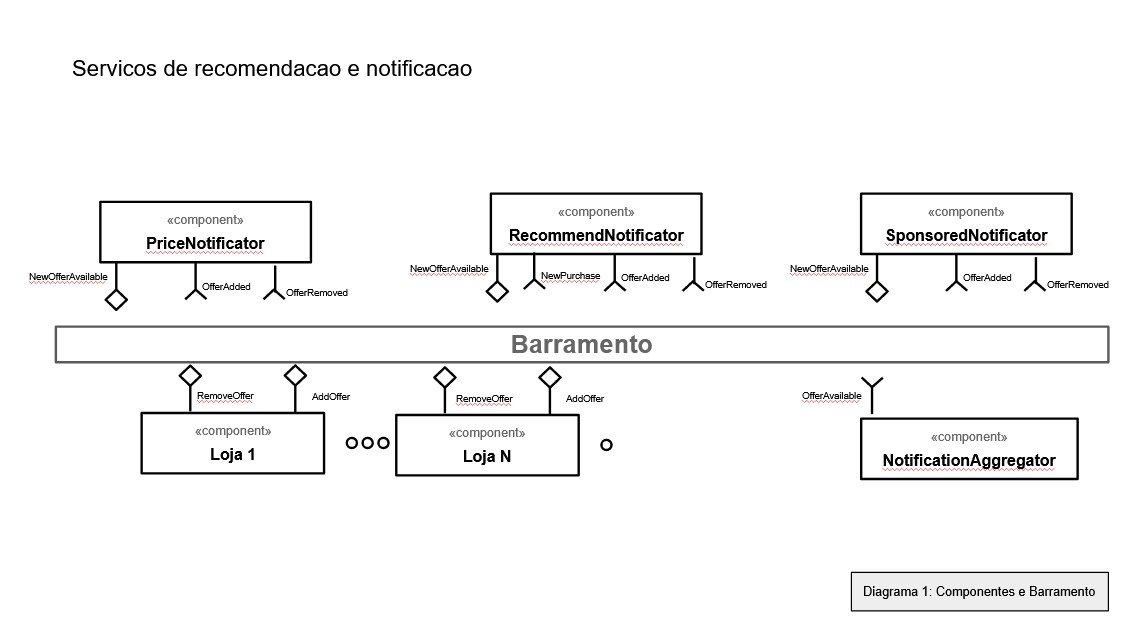 Servicos de recomendacao e notificacao
«component»
PriceNotificator
NewOfferAvailable
OfferAdded
OfferRemoved
«component»
RecommendNotificator
NewOfferAvailable
NewPurchase
OfferAdded
OfferRemoved
«component»
SponsoredNotificator
NewOfferAvailable
OfferAdded
OfferRemoved
Barramento
RemoveOffer
AddOffer
«component»
Loja 1
RemoveOffer
AddOffer
«component»
Loja N
OfferAvailable
«component»
NotificationAggregator
Diagrama 1: Componentes e Barramento